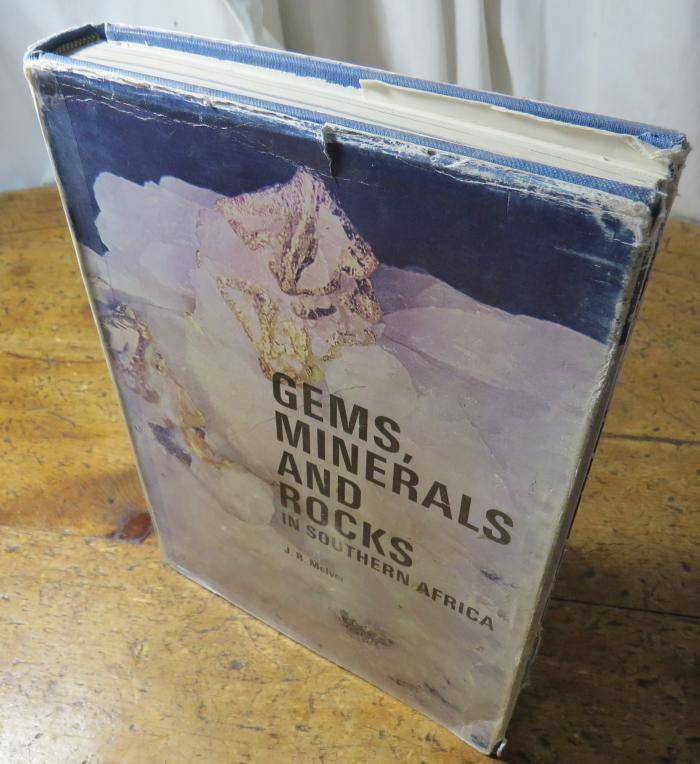 GEMS,
MINERALS
AND
ROCKS
IN SOUTHERN AFRICA
J. R. McIver